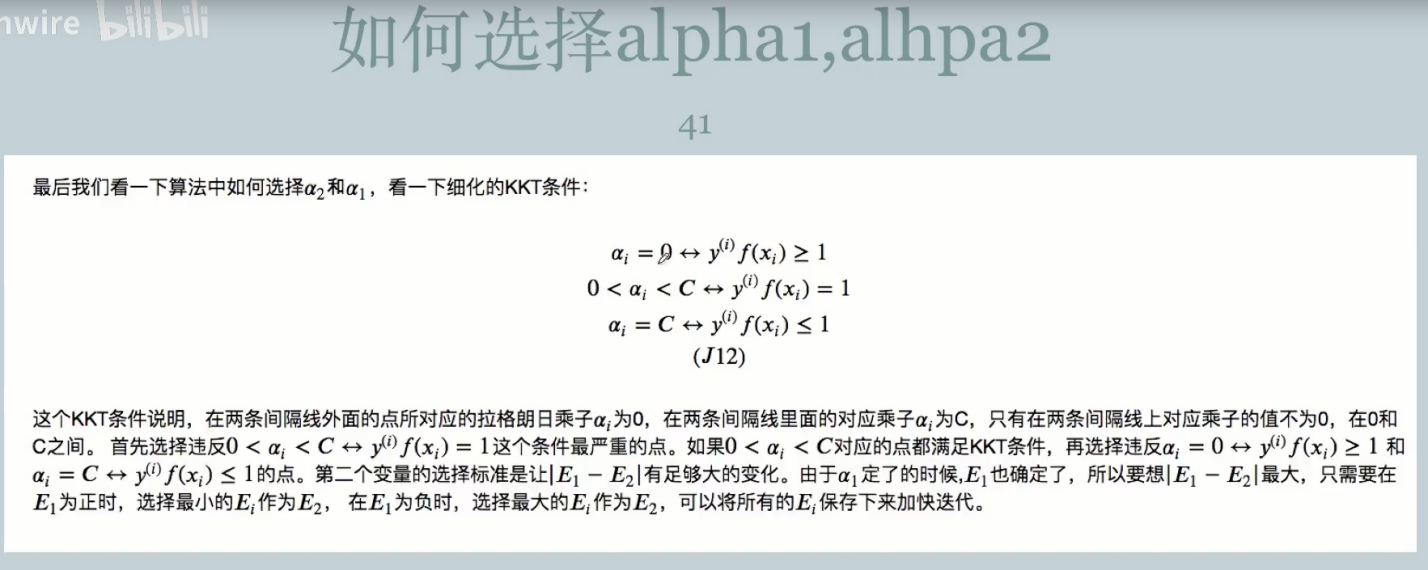 nwire bilibili
如何选择alpha1,alhpa2
41
最后我们看一下算法中如何选择α₂和α₁，看一下细化的KKT条件：
αᵢ = 0 ↔ y⁽ⁱ⁾ f(xᵢ) ≥ 1
0 < αᵢ < C ↔ y⁽ⁱ⁾ f(xᵢ) = 1
αᵢ = C ↔ y⁽ⁱ⁾ f(xᵢ) ≤ 1
(J12)
这个KKT条件说明，在两条间隔线外面的点所对应的拉格朗日乘子αᵢ为0，在两条间隔线里面的对应乘子αᵢ为C，只有在两条间隔线上对应乘子的值不为0，在0和
C之间。 首先选择违反0 < αᵢ < C ↔ y⁽ⁱ⁾ f(xᵢ) = 1这个条件最严重的点。如果0 < αᵢ < C对应的点都满足KKT条件，再选择违反αᵢ = 0 ↔ y⁽ⁱ⁾ f(xᵢ) ≥ 1 和
αᵢ = C ↔ y⁽ⁱ⁾ f(xᵢ) ≤ 1的点。第二个变量的选择标准是让|E₁ − E₂|有足够大的变化。由于α₁定了的时候,E₁也确定了，所以要想|E₁ − E₂|最大，只需要在
E₁为正时，选择最小的Eᵢ作为E₂， 在E₁为负时，选择最大的Eᵢ作为E₂，可以将所有的Eᵢ保存下来加快迭代。